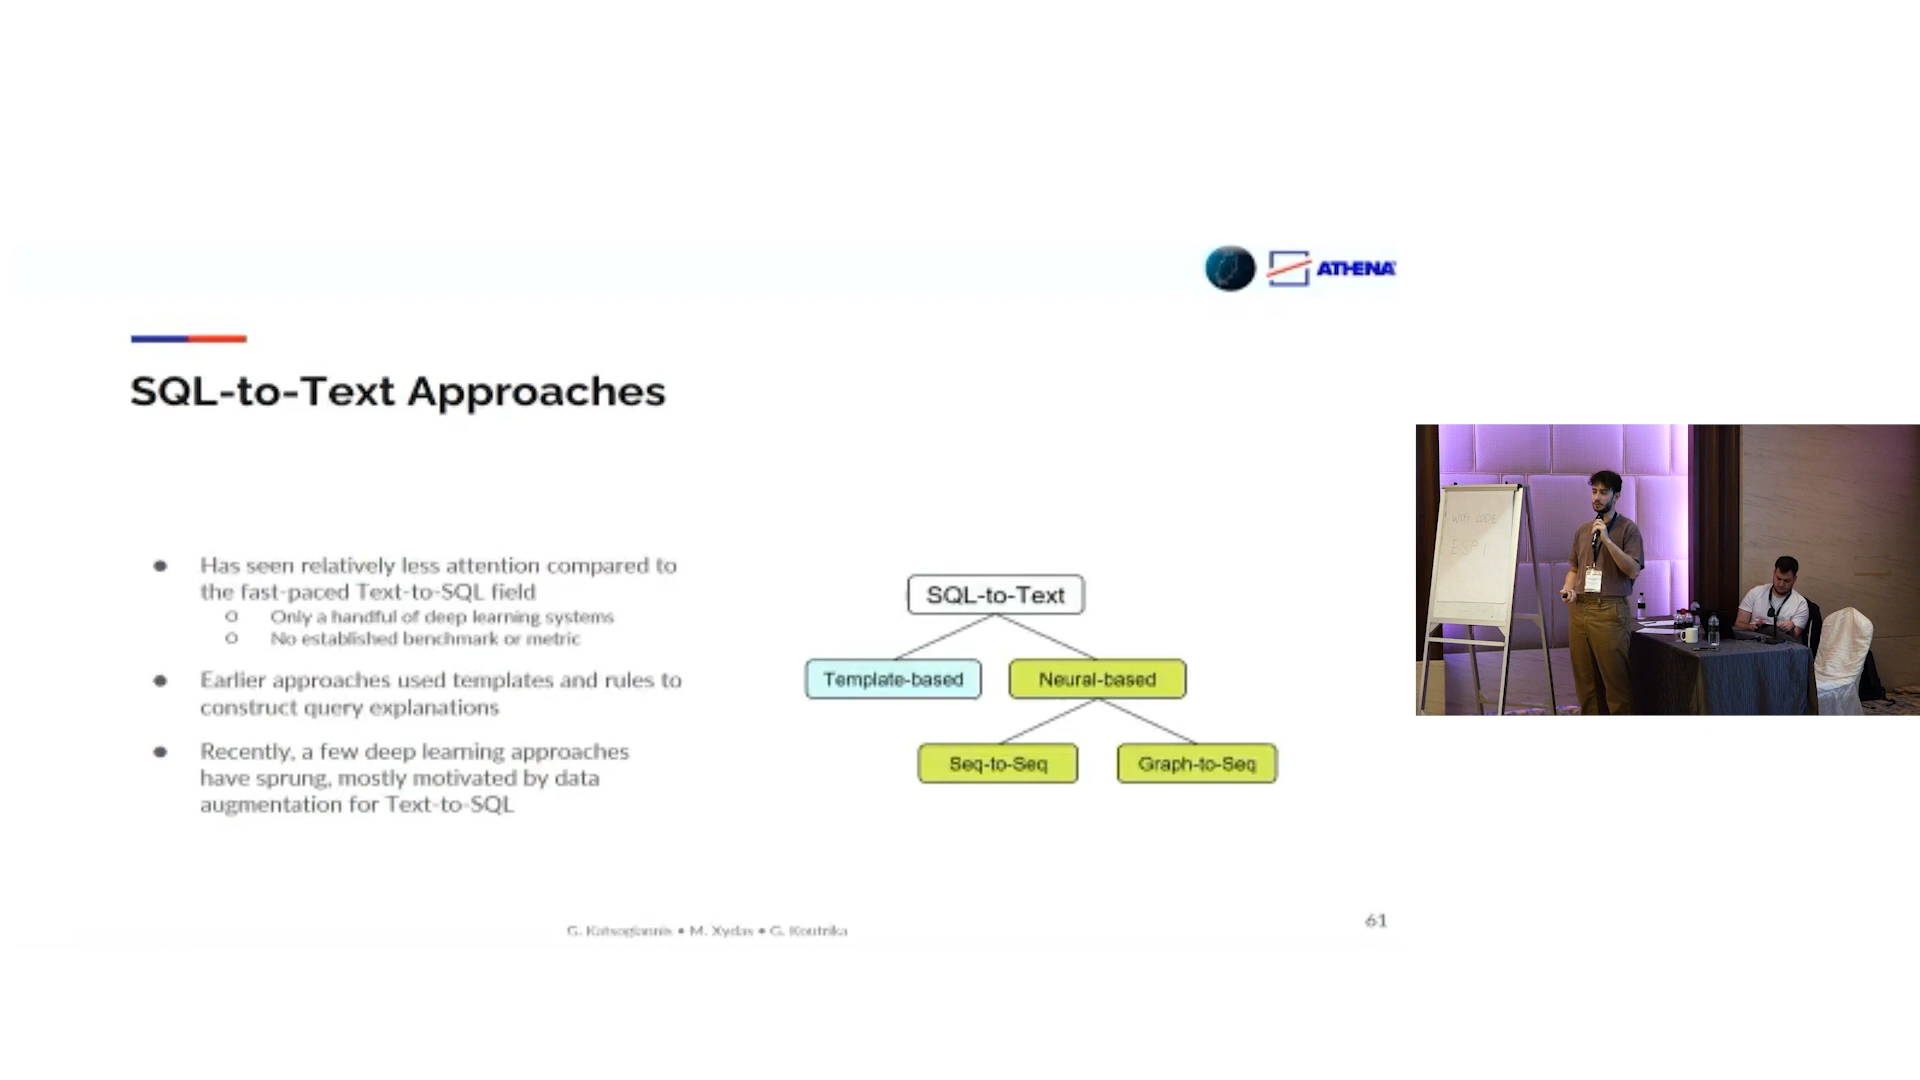 ATHENA
SQL-to-Text Approaches
● Has seen relatively less attention compared to
the fast-paced Text-to-SQL field
○ Only a handful of deep learning systems
○ No established benchmark or metric
● Earlier approaches used templates and rules to
construct query explanations
● Recently, a few deep learning approaches
have sprung, mostly motivated by data
augmentation for Text-to-SQL
SQL-to-Text
Template-based
Neural-based
Seq-to-Seq
Graph-to-Seq
G. Katsogiannis • M. Xydas • G. Koutrika
61
WIFI CODE